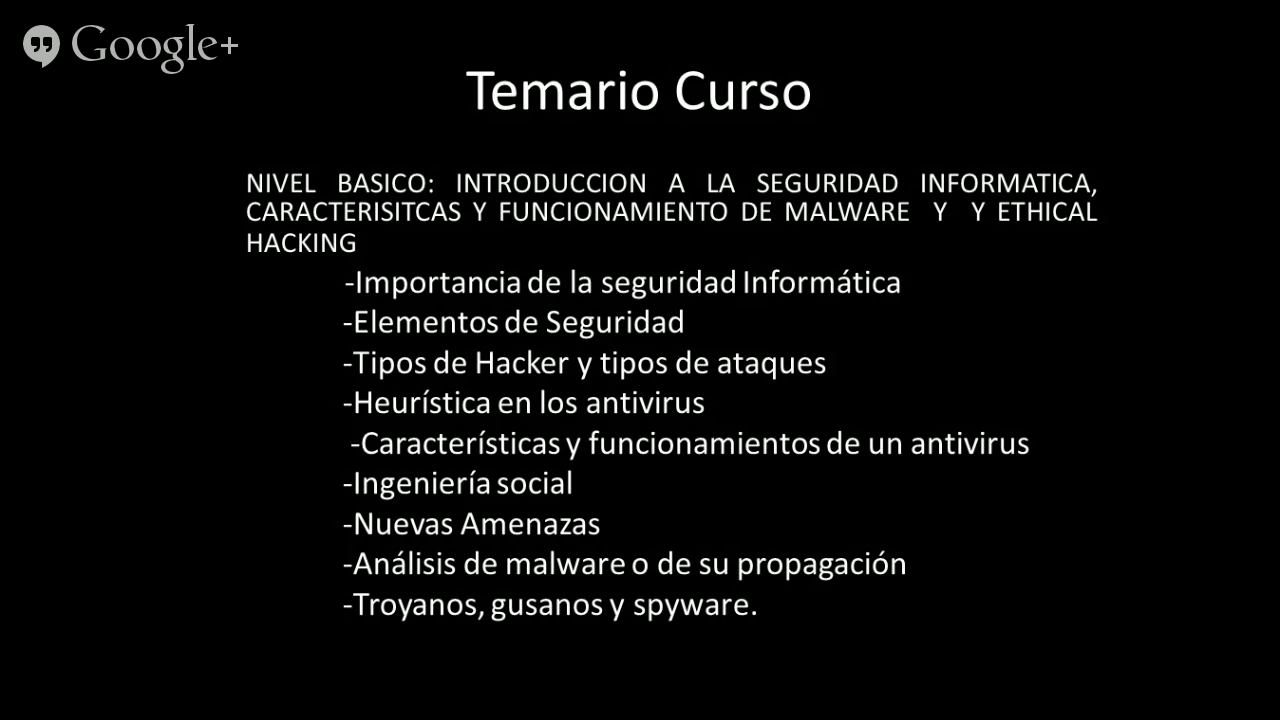 Google+
Temario Curso
NIVEL BASICO: INTRODUCCION A LA SEGURIDAD INFORMATICA,
CARACTERISITCAS Y FUNCIONAMIENTO DE MALWARE Y Y ETHICAL
HACKING
-Importancia de la seguridad Informática
-Elementos de Seguridad
-Tipos de Hacker y tipos de ataques
-Heurística en los antivirus
-Características y funcionamientos de un antivirus
-Ingeniería social
-Nuevas Amenazas
-Análisis de malware o de su propagación
-Troyanos, gusanos y spyware.